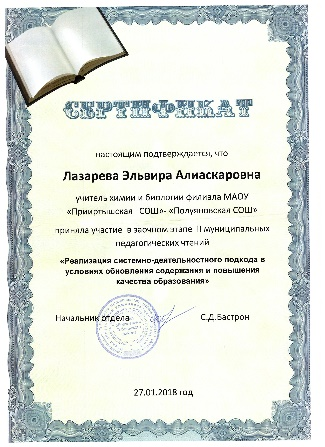 СЕРТИФИКАТ
настоящим подтверждается, что
Лазарева Эльвира Алиаскаровна
учитель химии и биологии филиала МАОУ
«Прииртышская СОШ»- «Полуяновская СОШ»
приняла участие в заочном этапе II муниципальных
педагогических чтений
«Реализация системно-деятельностного подхода в
условиях обновления содержания и повышения
качества образования»
Начальник отдела С.Д.Бастрон
27.01.2018 год